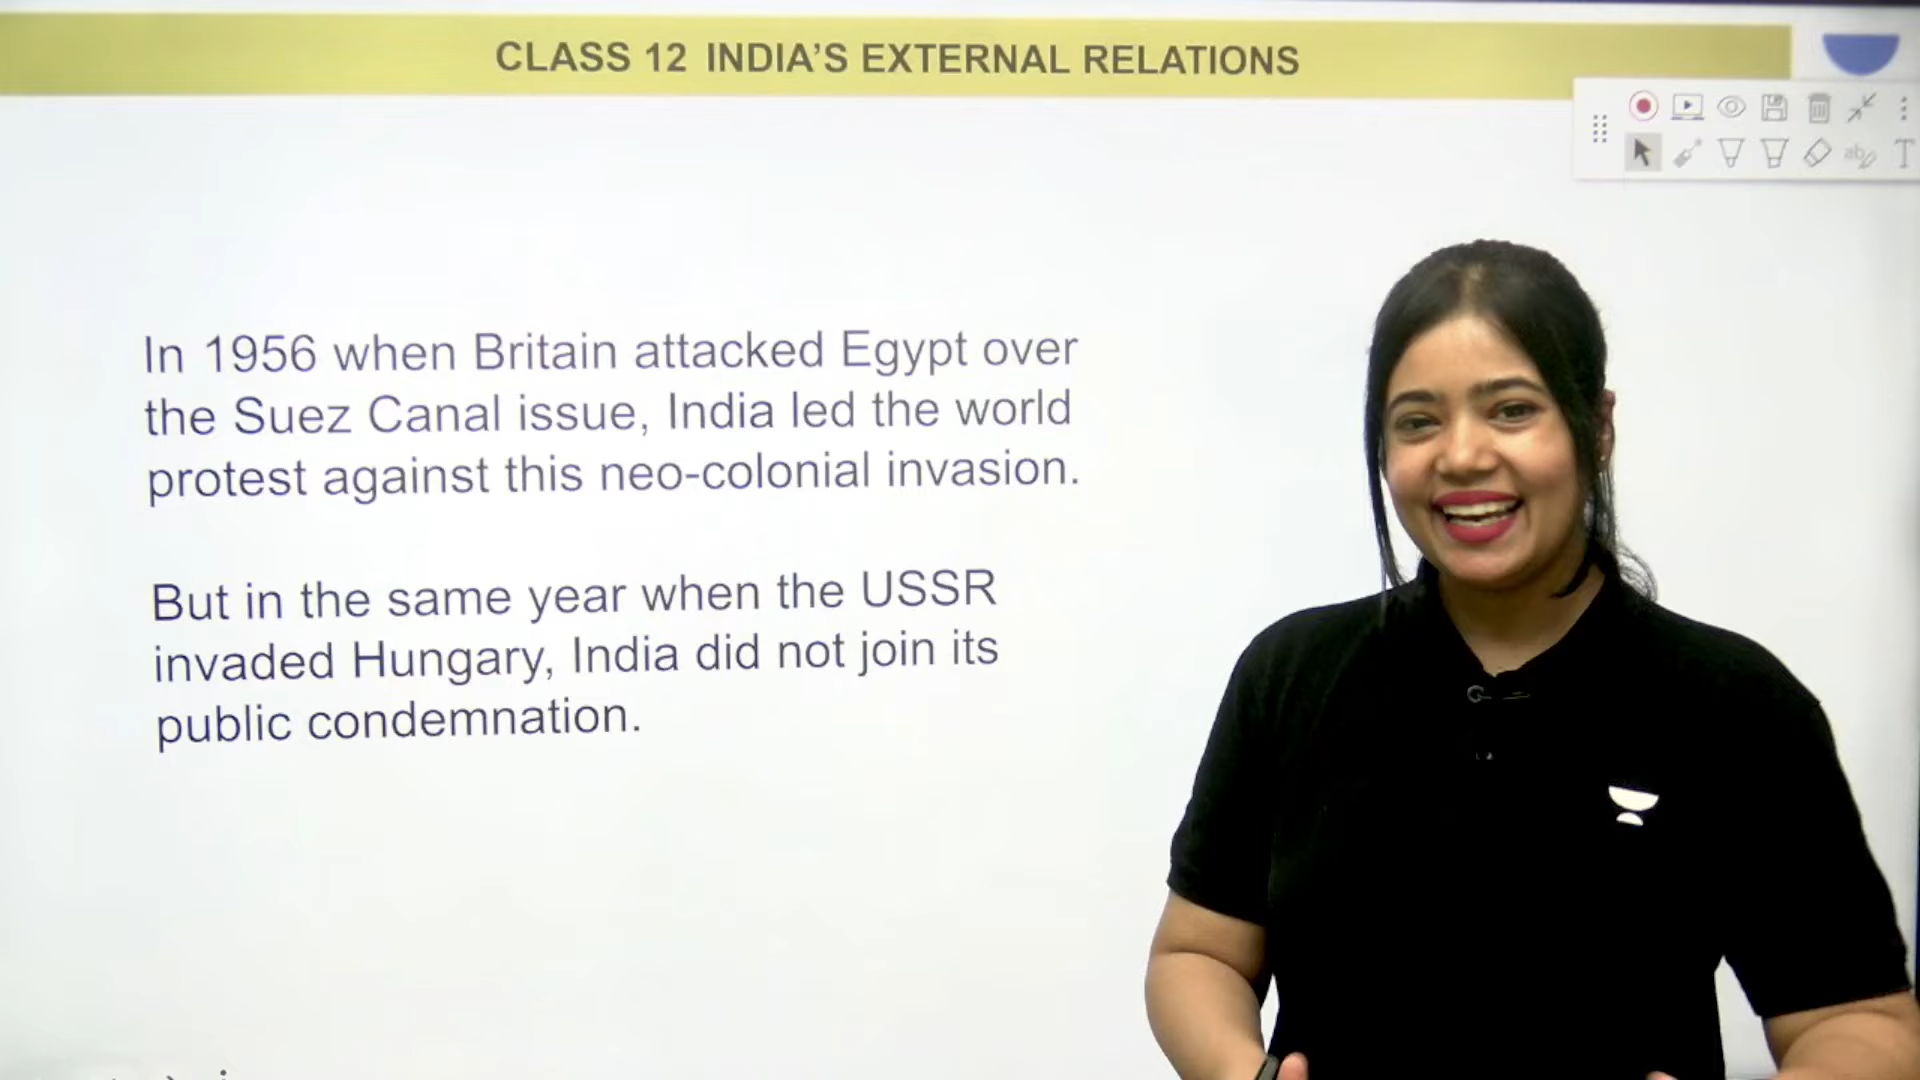 CLASS 12 INDIA'S EXTERNAL RELATIONS
In 1956 when Britain attacked Egypt over
the Suez Canal issue, India led the world
protest against this neo-colonial invasion.
But in the same year when the USSR
invaded Hungary, India did not join its
public condemnation.